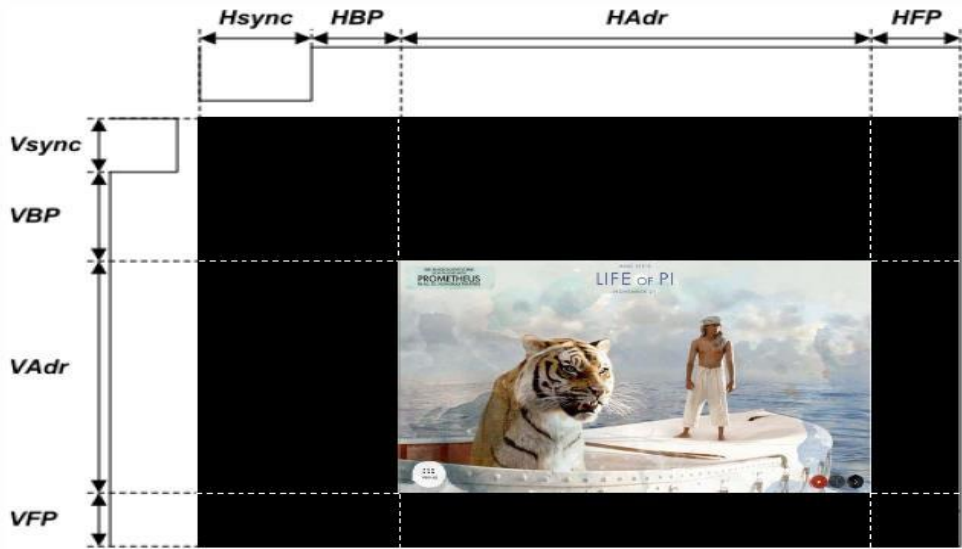 Hsync HBP HAdr HFP
Vsync
VBP
VAdr
VFP
PROMETHEUS
LIFE OF PI